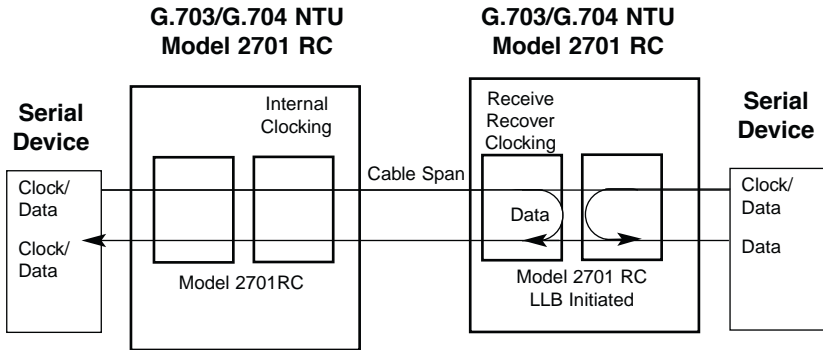 G.703/G.704 NTU
Model 2701 RC
G.703/G.704 NTU
Model 2701 RC
Serial
Device
Internal
Clocking
Receive
Recover
Clocking
Serial
Device
Cable Span
Clock/
Data
Clock/
Data
Data
Clock/
Data
Data
Model 2701RC
Model 2701 RC
LLB Initiated